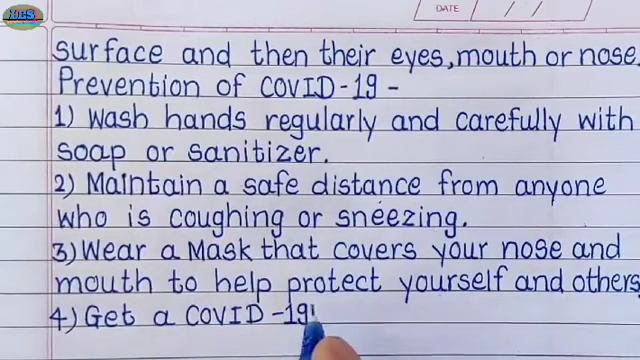 YES
DATE / /
surface and then their eyes, mouth or nose.
Prevention of COVID-19 -
1) Wash hands regularly and carefully with
soap or sanitizer.
2) Maintain a safe distance from anyone
who is coughing or sneezing.
3) Wear a Mask that covers your nose and
mouth to help protect yourself and others
4) Get a COVID-19